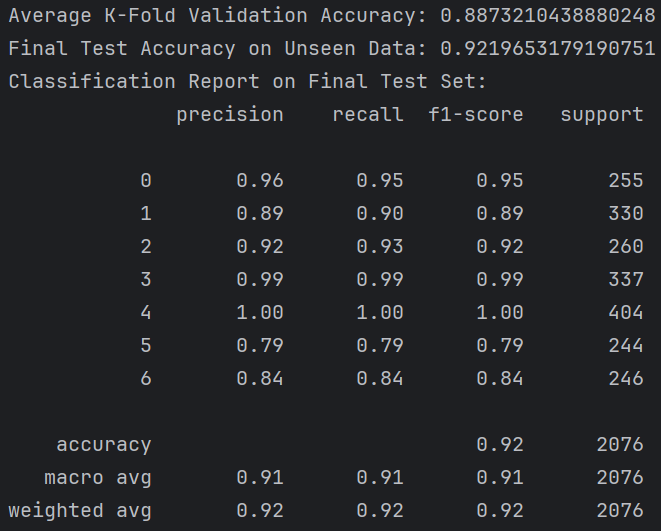 Average K-Fold Validation Accuracy: 0.8873210438880248
Final Test Accuracy on Unseen Data: 0.9219653179190751
Classification Report on Final Test Set:
precision recall f1-score support
0 0.96 0.95 0.95 255
1 0.89 0.90 0.89 330
2 0.92 0.93 0.92 260
3 0.99 0.99 0.99 337
4 1.00 1.00 1.00 404
5 0.79 0.79 0.79 244
6 0.84 0.84 0.84 246
accuracy 0.92 2076
macro avg 0.91 0.91 0.91 2076
weighted avg 0.92 0.92 0.92 2076